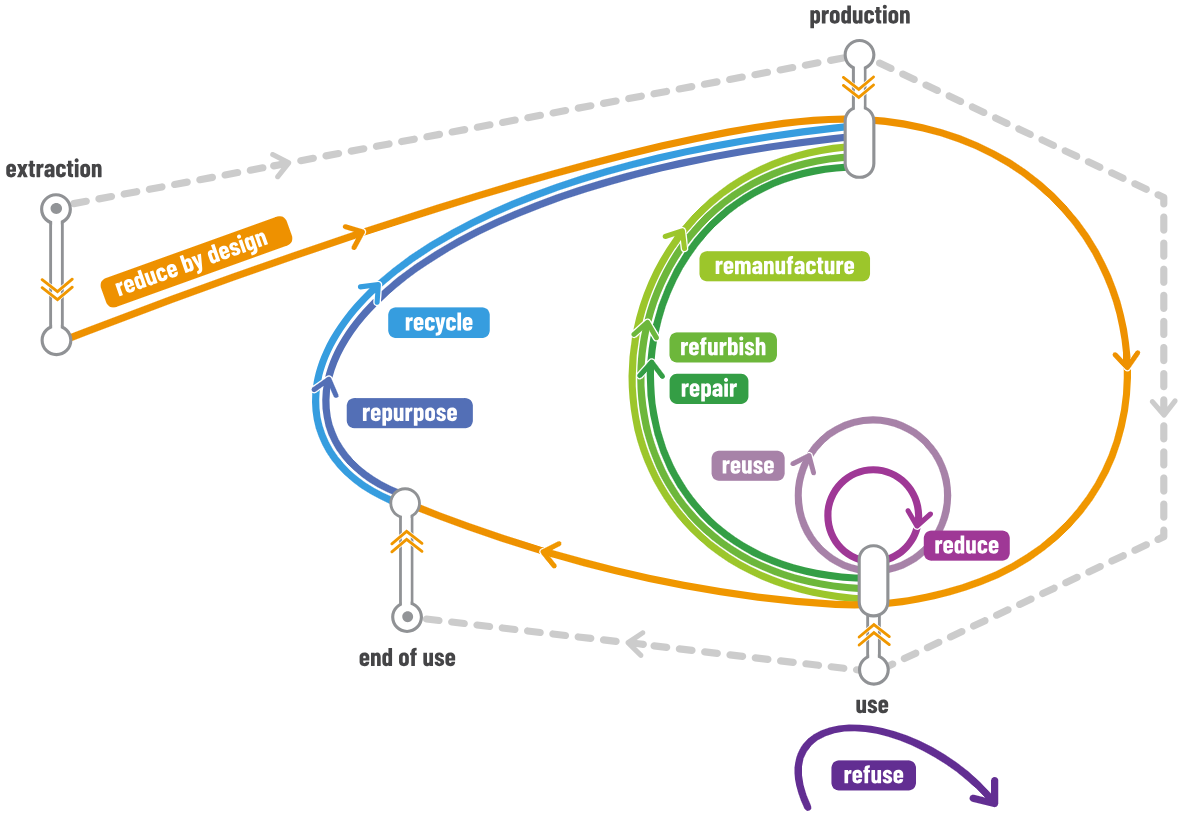 production
extraction
reduce by design
remanufacture
recycle
refurbish
repair
repurpose
reuse
reduce
end of use
use
refuse